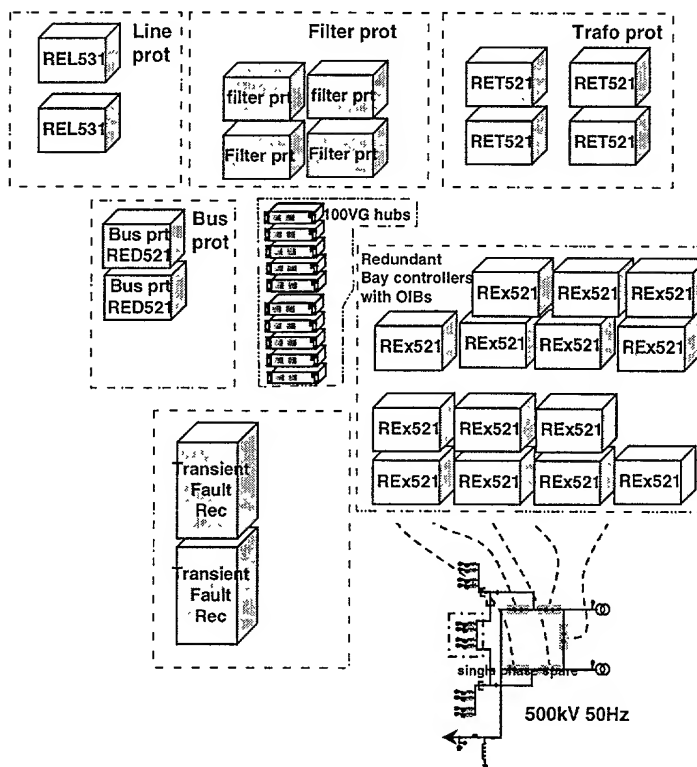 Line
prot
REL531
REL531
Filter prot
filter prt
filter prt
Filter prt
Filter prt
Trafo prot
RET521
RET521
RET521
RET521
Bus
prot
Bus prt
RED521
Bus prt
RED521
100VG hubs
Redundant
Bay controllers
with OIBs
REx521
REx521
REx521
REx521
REx521
REx521
REx521
REx521
REx521
REx521
REx521
REx521
REx521
REx521
Transient
Fault
Rec
Transient
Fault
Rec
single phase spare
500kV 50Hz